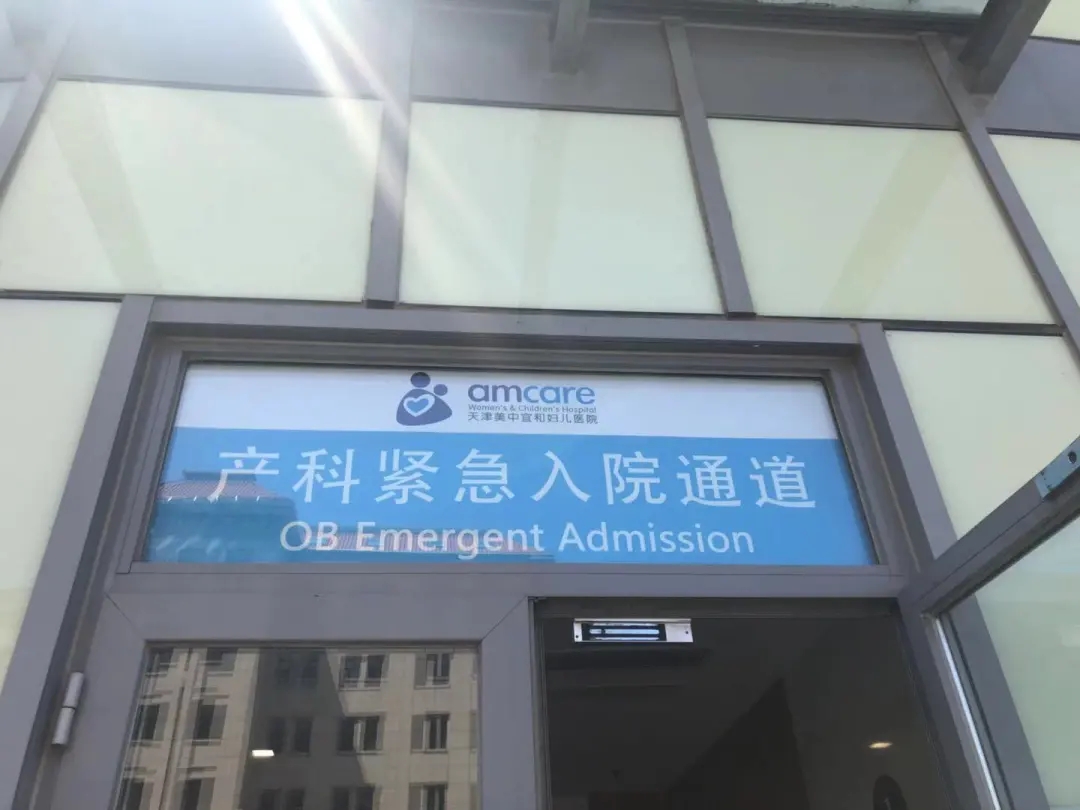 amcare
Women's & Children's Hospital
天津美中宜和妇儿医院
产科紧急入院通道
OB Emergent Admission